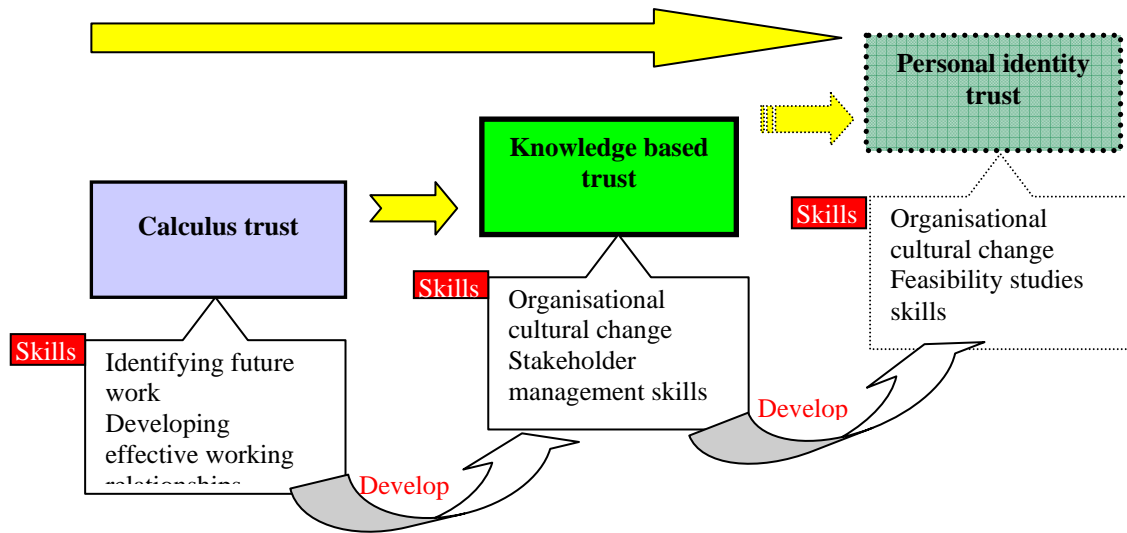 Personal identity
trust
Knowledge based
trust
Calculus trust
Skills
Organisational
cultural change
Feasibility studies
skills
Skills
Organisational
cultural change
Stakeholder
management skills
Skills
Identifying future
work
Developing
effective working
relationships
Develop
Develop